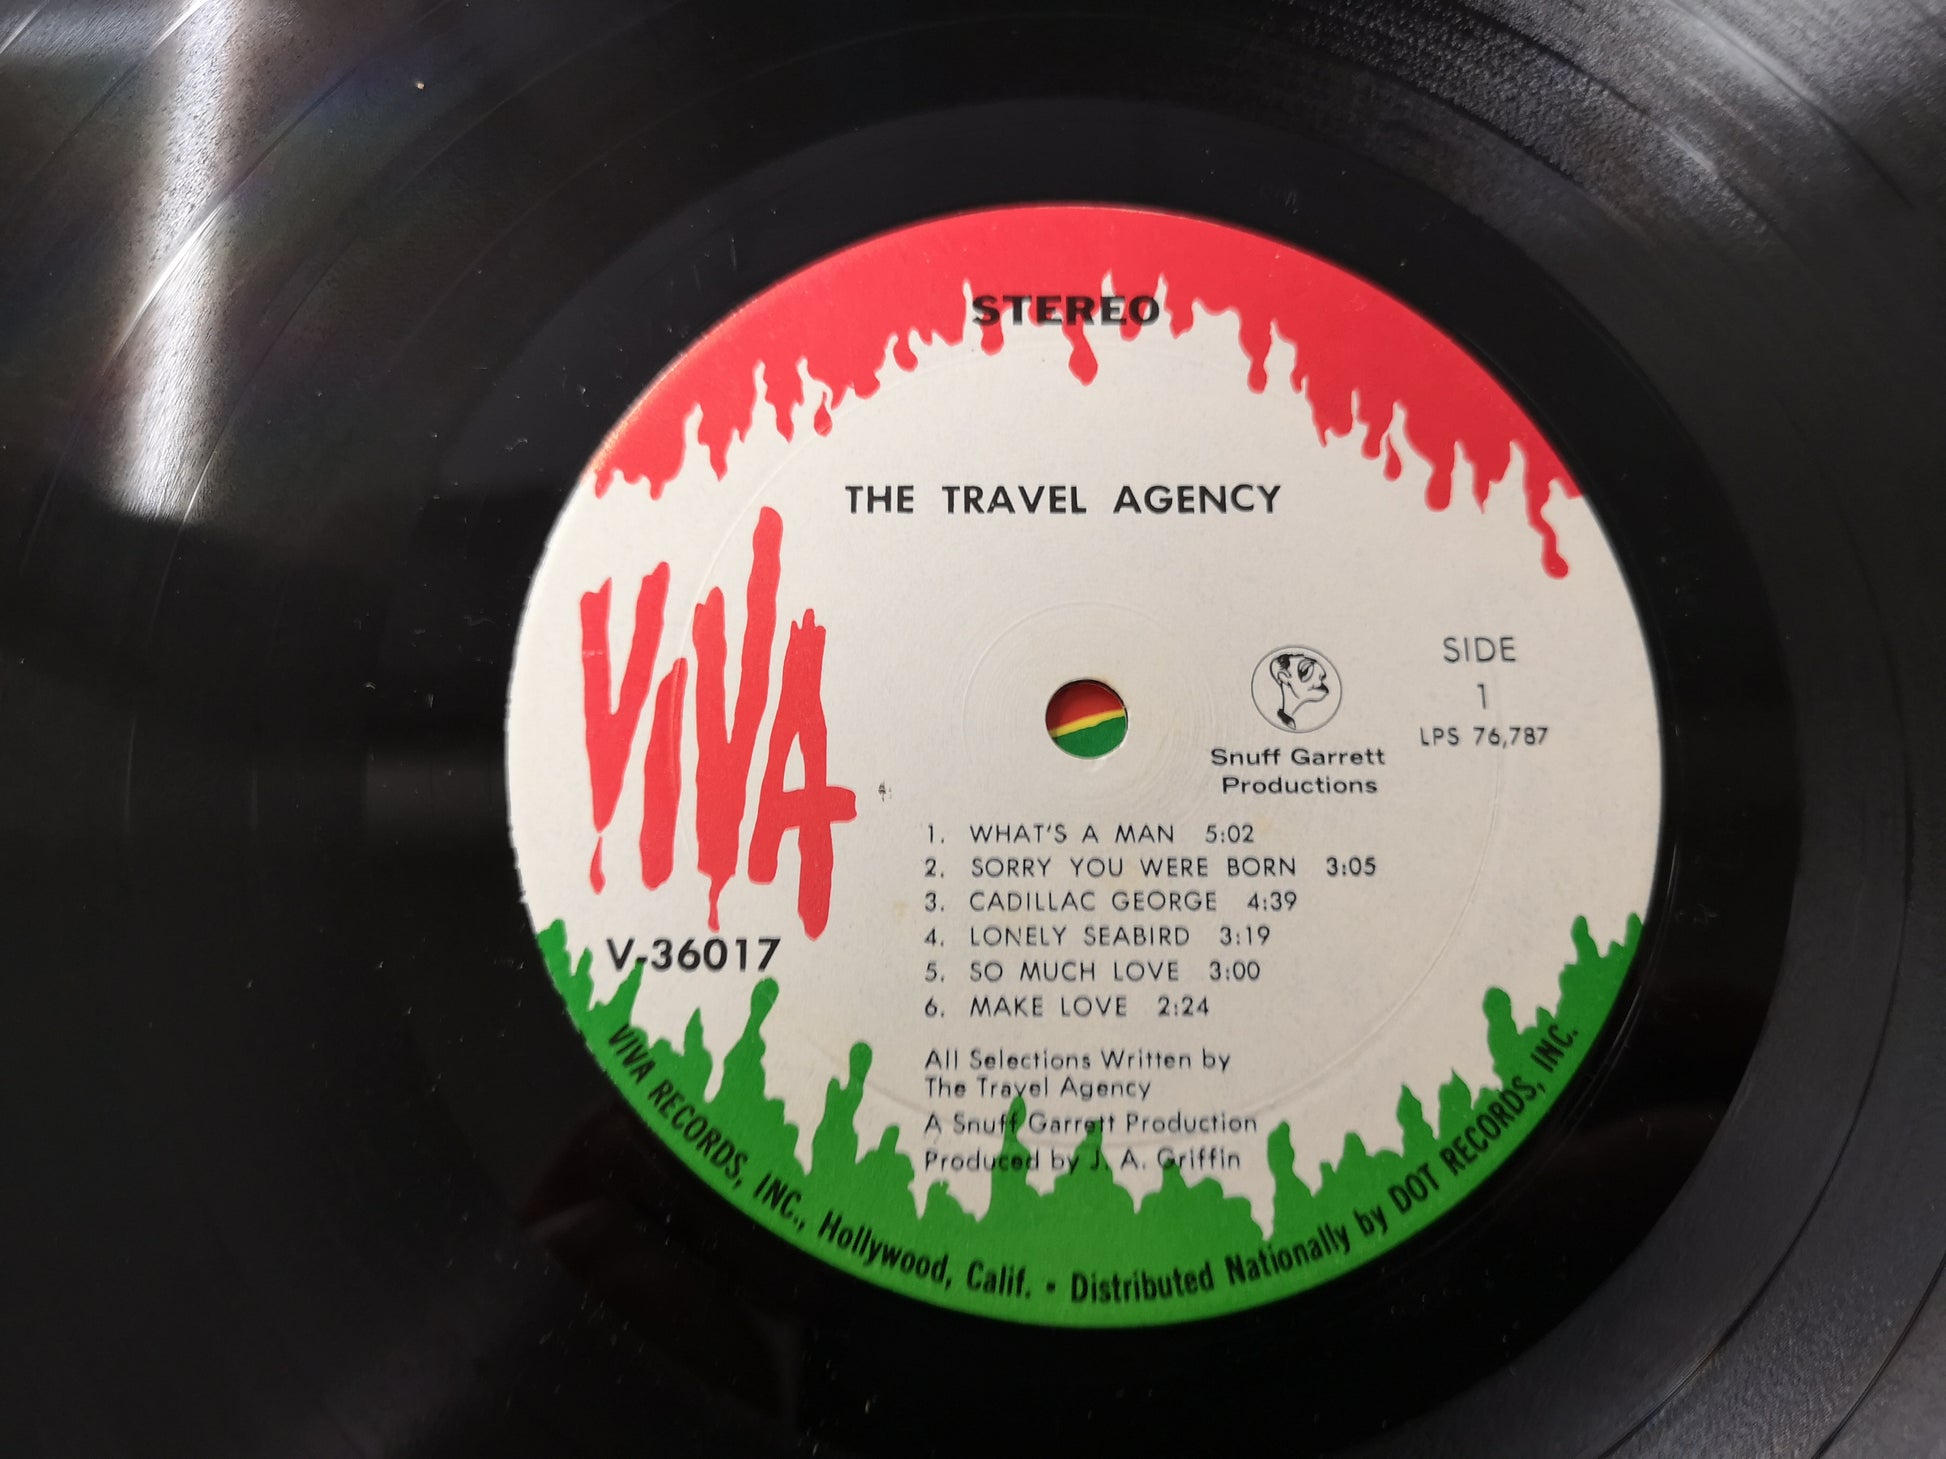 STEREO
THE TRAVEL AGENCY
VIVA
SIDE
1
LPS 76,787
Snuff Garrett
Productions
V-36017
1. WHAT'S A MAN 5:02
2. SORRY YOU WERE BORN 3:05
3. CADILLAC GEORGE 4:39
4. LONELY SEABIRD 3:19
5. SO MUCH LOVE 3:00
6. MAKE LOVE 2:24
All Selections Written by
The Travel Agency
A Snuff Garrett Production
Produced by J. A. Griffin
VIVA RECORDS, INC., Hollywood, Calif. • Distributed Nationally by DOT RECORDS, INC.